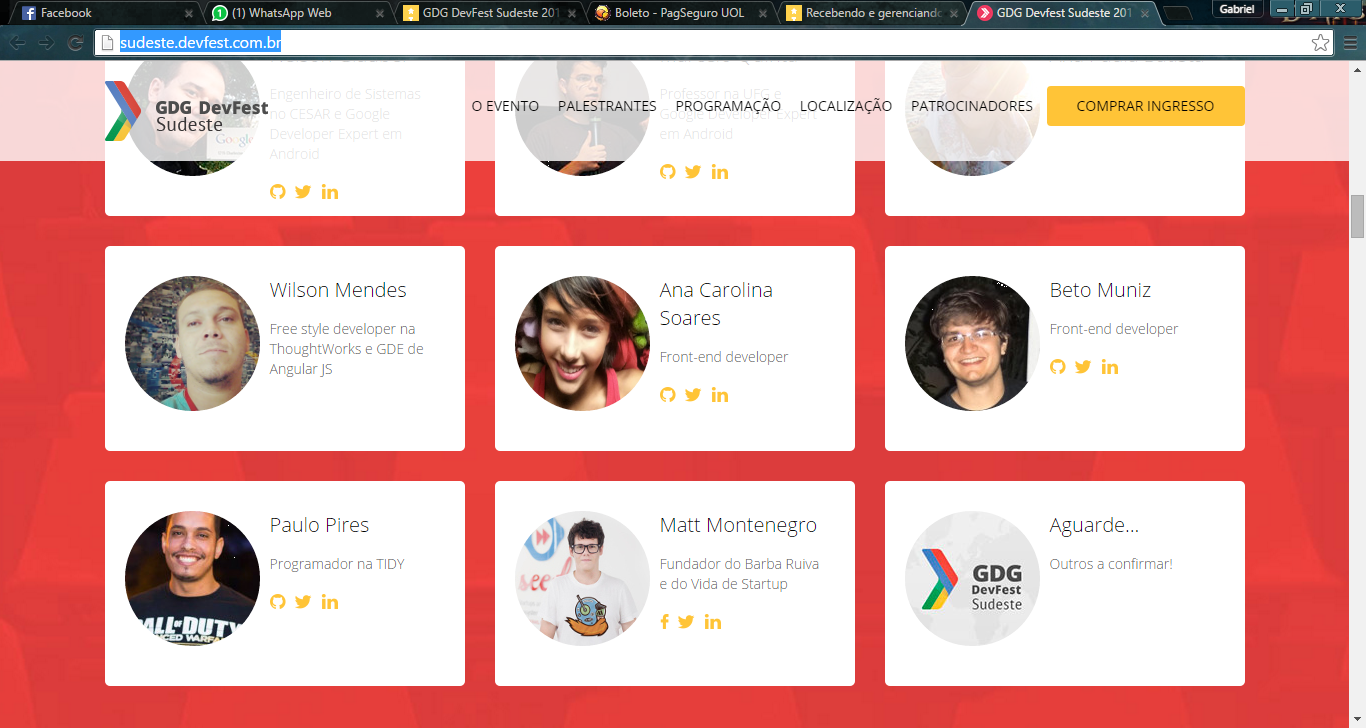 Facebook
(1) WhatsApp Web
GDG DevFest Sudeste 201
Boleto - PagSeguro UOL
Recebendo e gerenciando
GDG Devfest Sudeste 201
Gabriel
sudeste.devfest.com.br
GDG DevFest
Sudeste
O EVENTO
PALESTRANTES
PROGRAMAÇÃO
LOCALIZAÇÃO
PATROCINADORES
COMPRAR INGRESSO
Engenheiro de Sistemas
no CESAR e Google
Developer Expert em
Android
Google
Professor na UFG e
Google Developer Expert
em Android
Wilson Mendes
Free style developer na
ThoughtWorks e GDE de
Angular JS
Ana Carolina
Soares
Front-end developer
Beto Muniz
Front-end developer
Paulo Pires
Programador na TIDY
Matt Montenegro
Fundador do Barba Ruiva
e do Vida de Startup
Aguarde...
Outros a confirmar!
GDG
DevFest
Sudeste